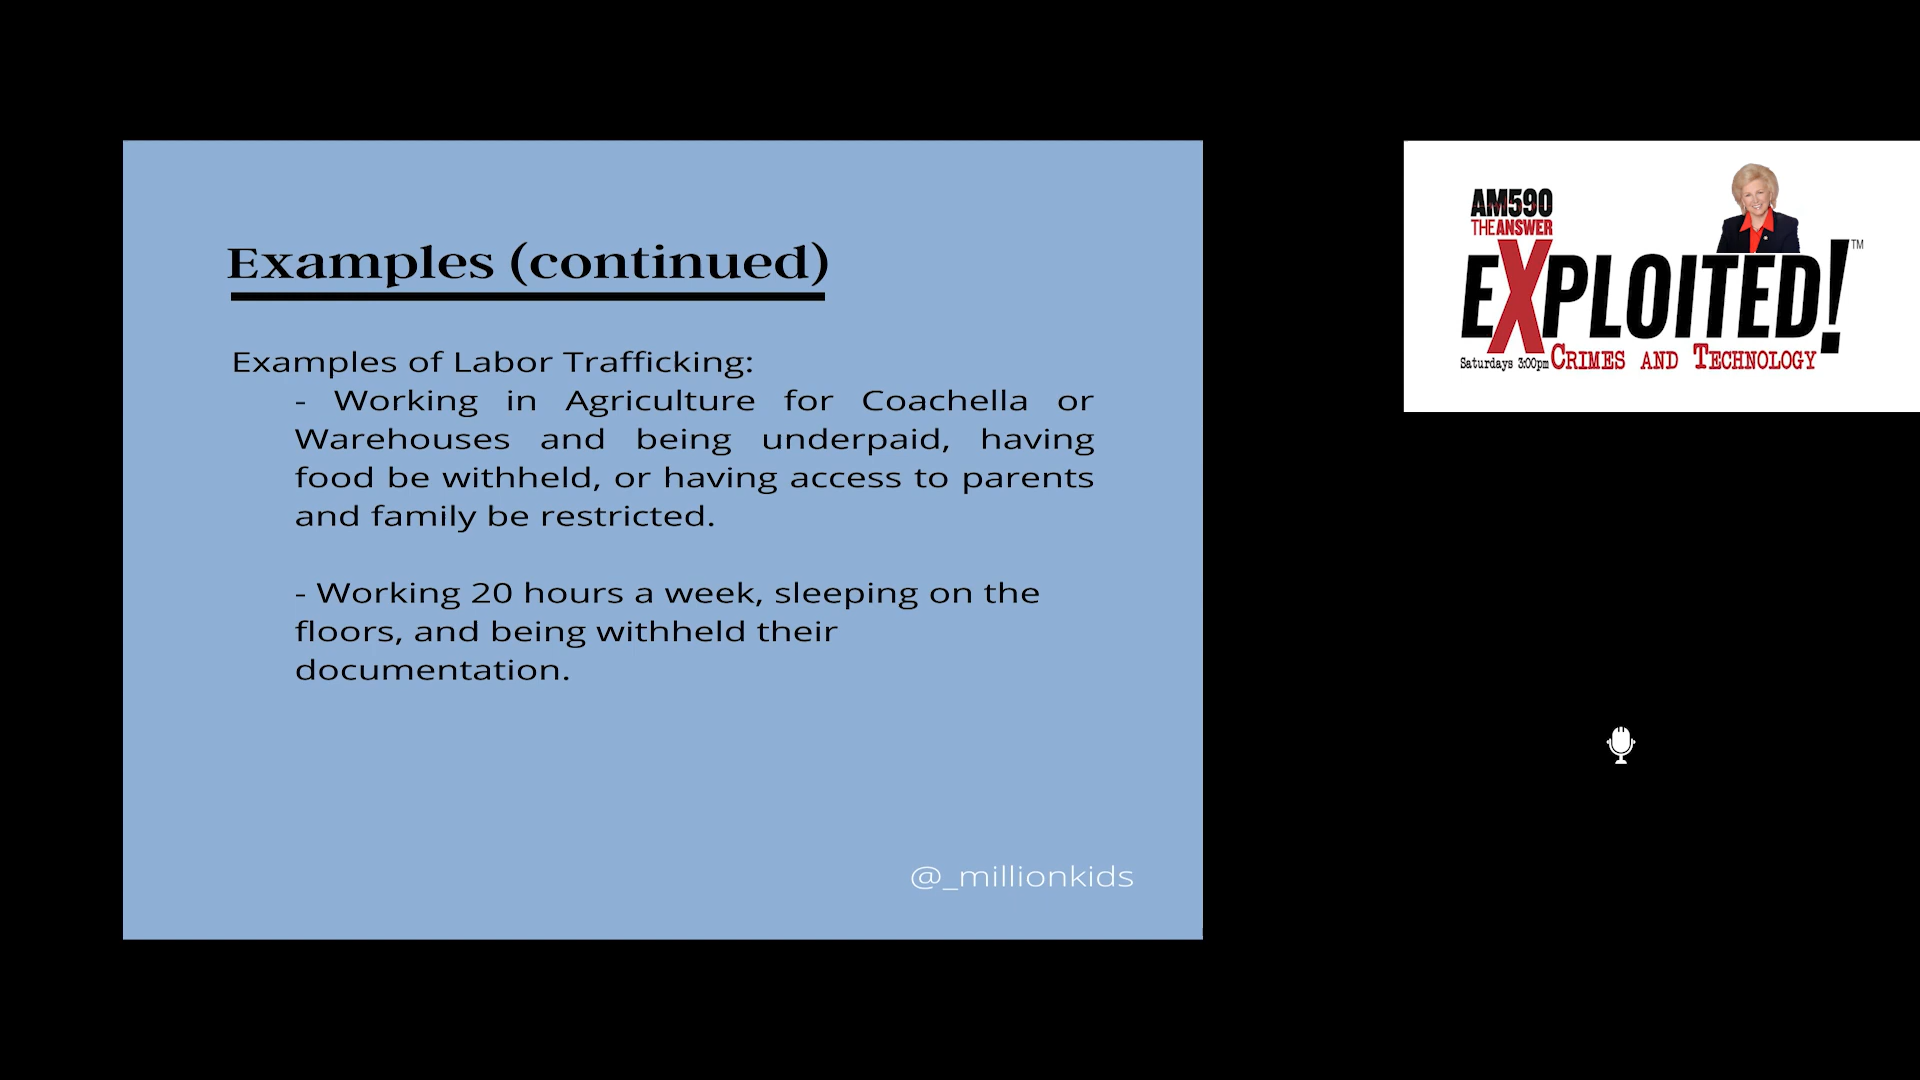 Examples (continued)
Examples of Labor Trafficking:
- Working in Agriculture for Coachella or
Warehouses and being underpaid, having
food be withheld, or having access to parents
and family be restricted.
- Working 20 hours a week, sleeping on the
floors, and being withheld their
documentation.
@_millionkids
AM590
THE ANSWER
EXPLOITED!™
Saturdays 3:00pm CRIMES AND TECHNOLOGY